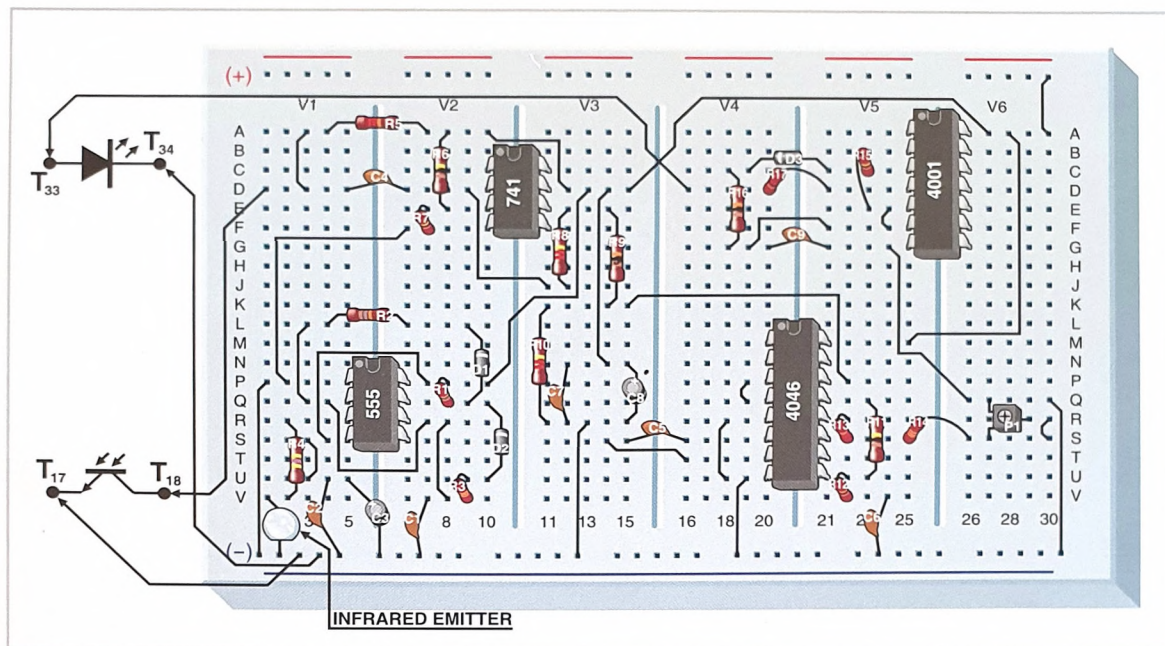 (+)
V1 V2 V3 V4 V5 V6
A R5 A
B T34 R6 D3 R15 B
C 741 4001 C
T33 D C4 R17 D
E R16 E
F R7 F
G R8 R9 C9 G
H H
I I
J J
K K
L R2 L
M M
N D1 R10 N
P 555 R1 C7 C8 4046 P
Q Q
R C5 R13 R11 P1 R
S R4 D2 S
T17 T18 T T
U R3 R12 U
V V
C2 5 C3 C1 8 10 11 13 15 16 18 20 21 C6 25 26 28 30
(−)
INFRARED EMITTER